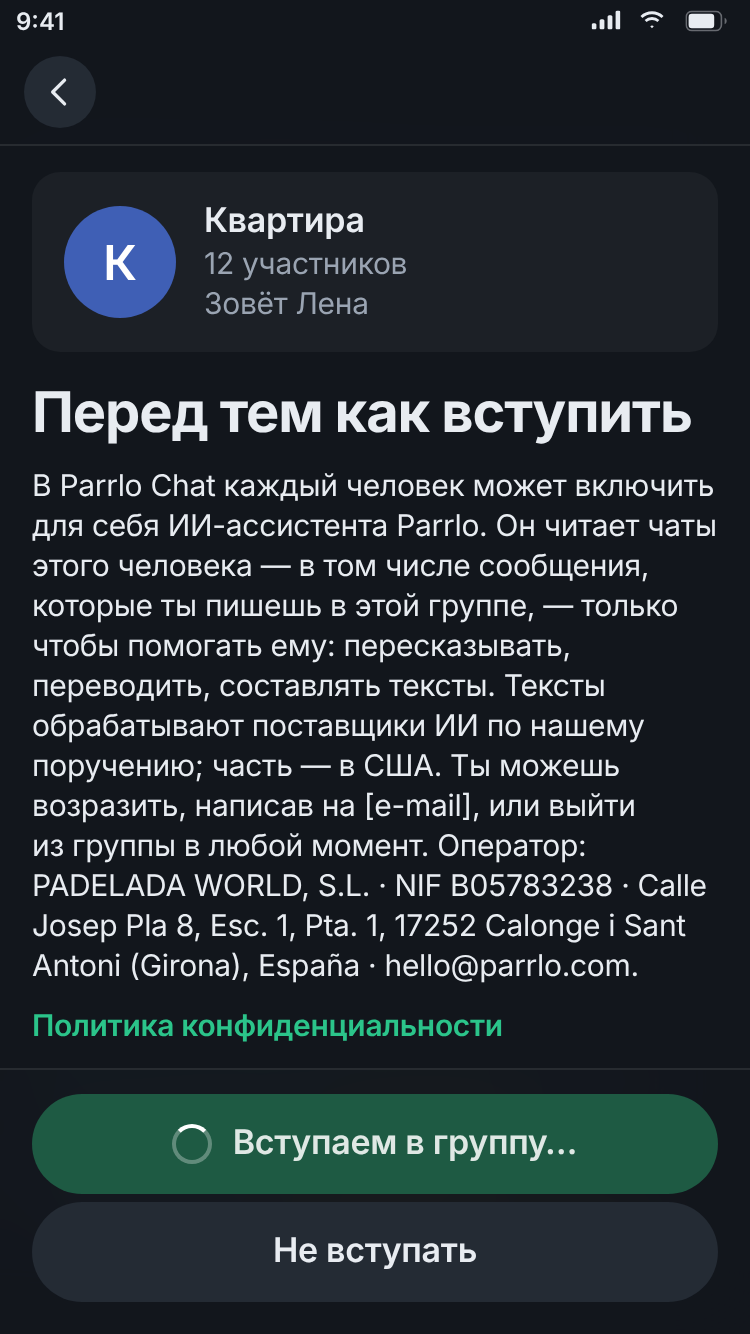 9:41
К
Квартира
12 участников
Зовёт Лена
Перед тем как вступить
В Parrlo Chat каждый человек может включить
для себя ИИ-ассистента Parrlo. Он читает чаты
этого человека — в том числе сообщения,
которые ты пишешь в этой группе, — только
чтобы помогать ему: пересказывать,
переводить, составлять тексты. Тексты
обрабатывают поставщики ИИ по нашему
поручению; часть — в США. Ты можешь
возразить, написав на [e-mail], или выйти
из группы в любой момент. Оператор:
PADELADA WORLD, S.L. · NIF B05783238 · Calle
Josep Pla 8, Esc. 1, Pta. 1, 17252 Calonge i Sant
Antoni (Girona), España · hello@parrlo.com.
Политика конфиденциальности
Вступаем в группу…
Не вступать